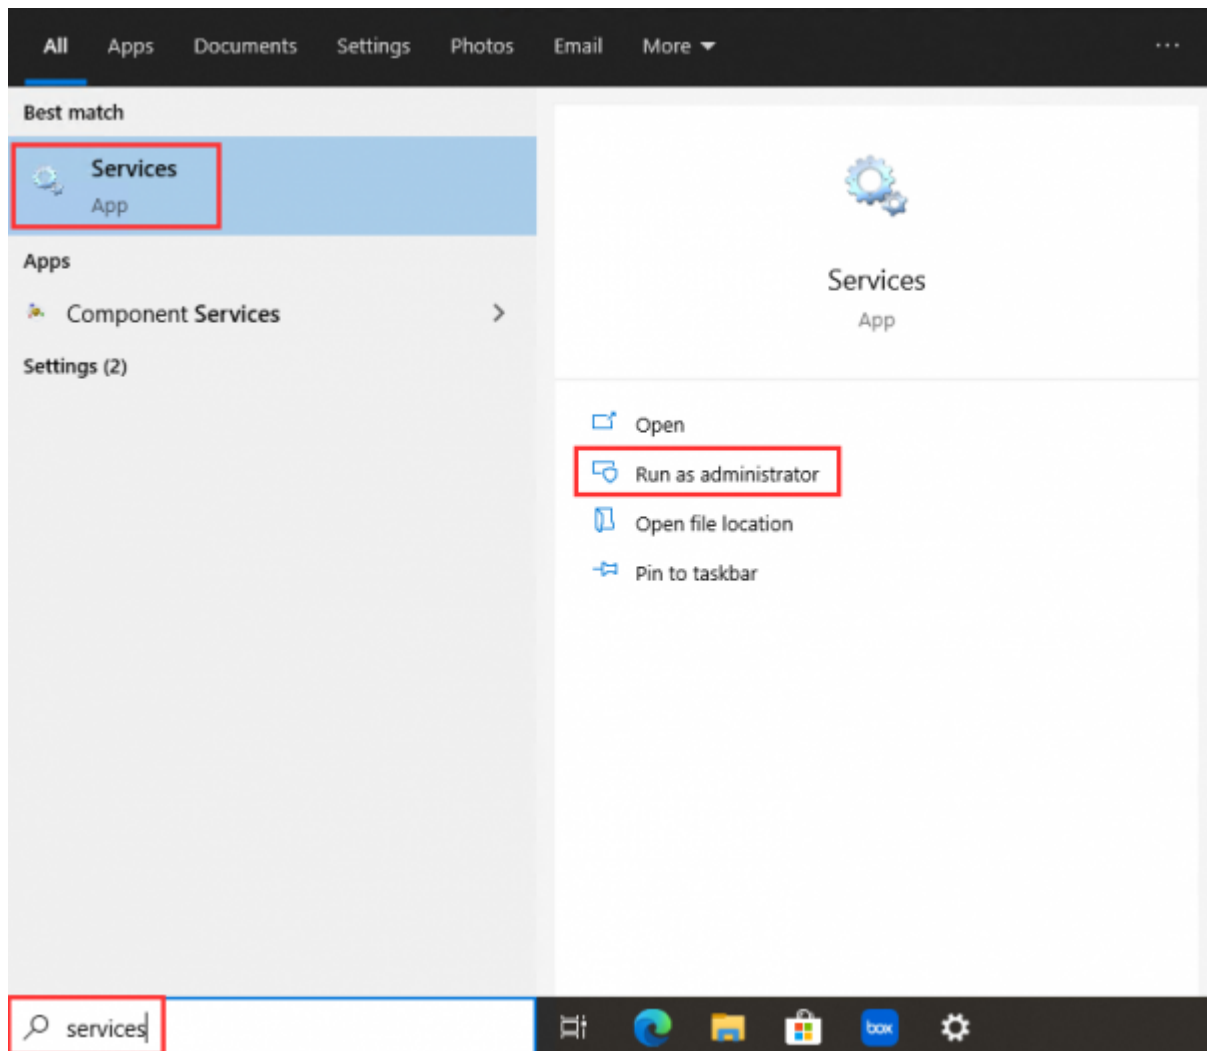 All Apps Documents Settings Photos Email More ...
Best match
Services
App
Apps
Component Services
Settings (2)
Services
App
Open
Run as administrator
Open file location
Pin to taskbar
services
box